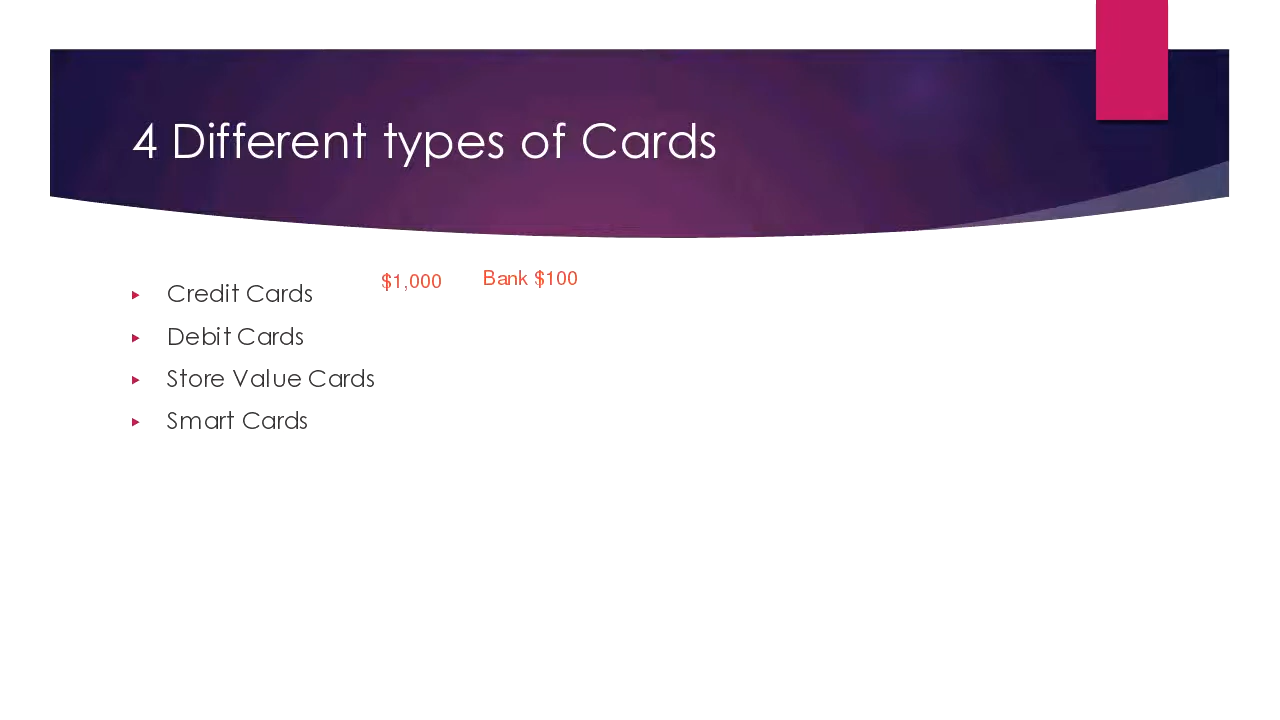 4 Different types of Cards
$1,000 Bank $100
Credit Cards
Debit Cards
Store Value Cards
Smart Cards